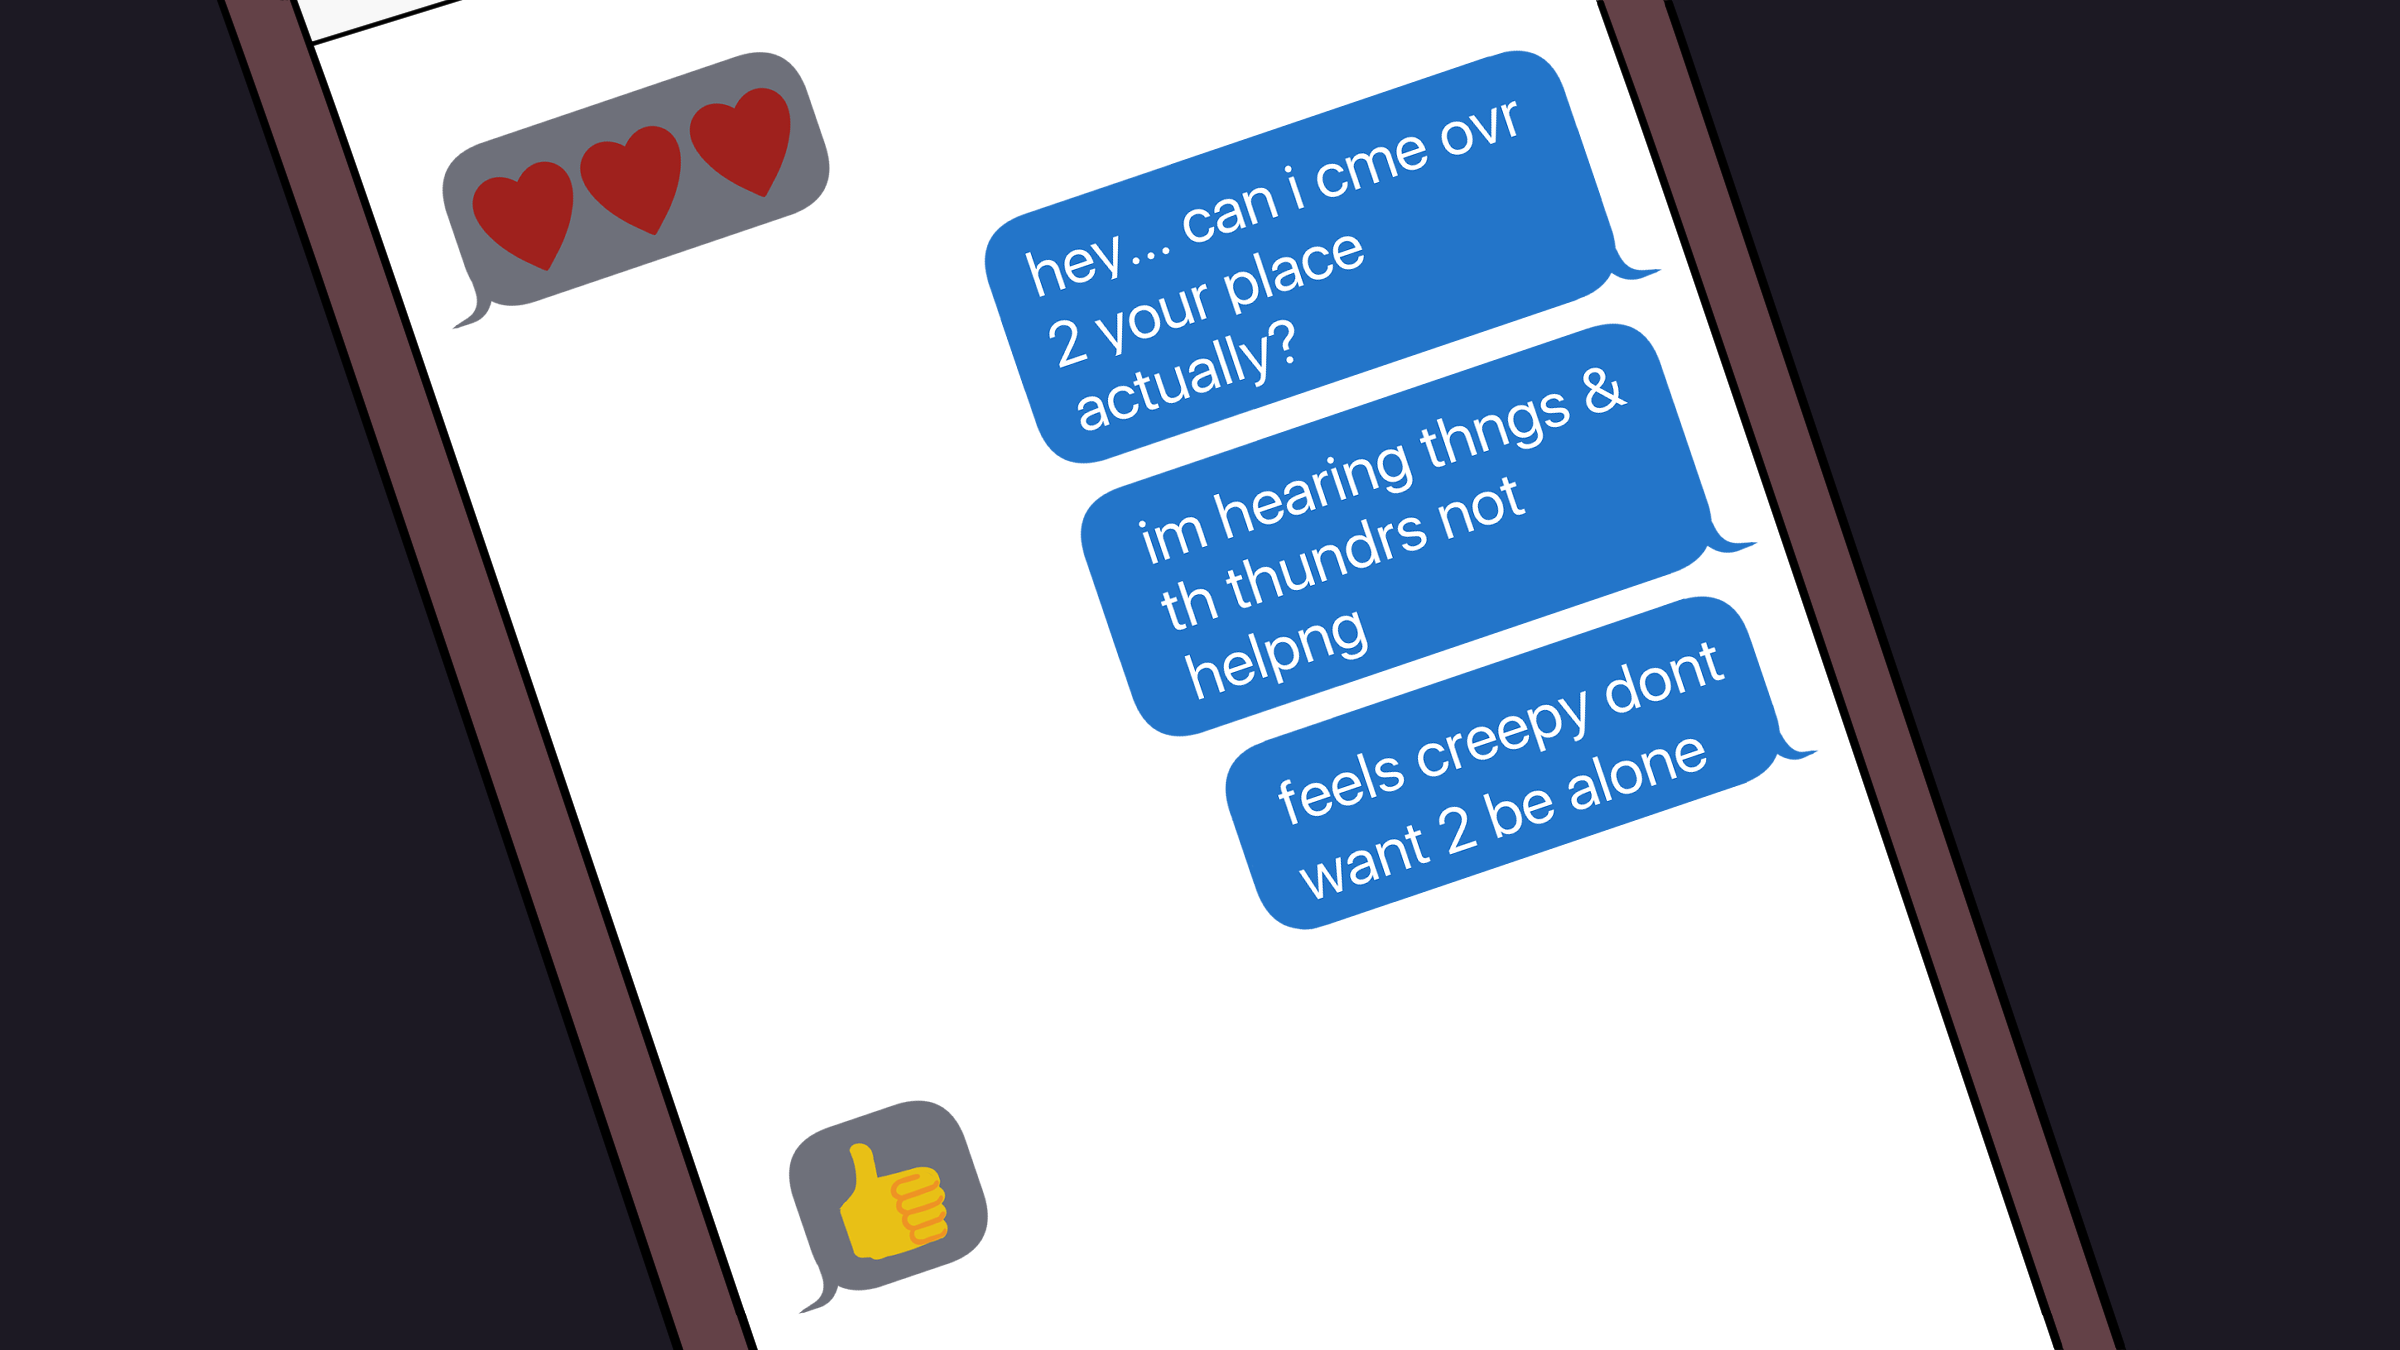 hey... can i cme ovr
2 your place
actually?
im hearing thngs &
th thundrs not
helpng
feels creepy dont
want 2 be alone